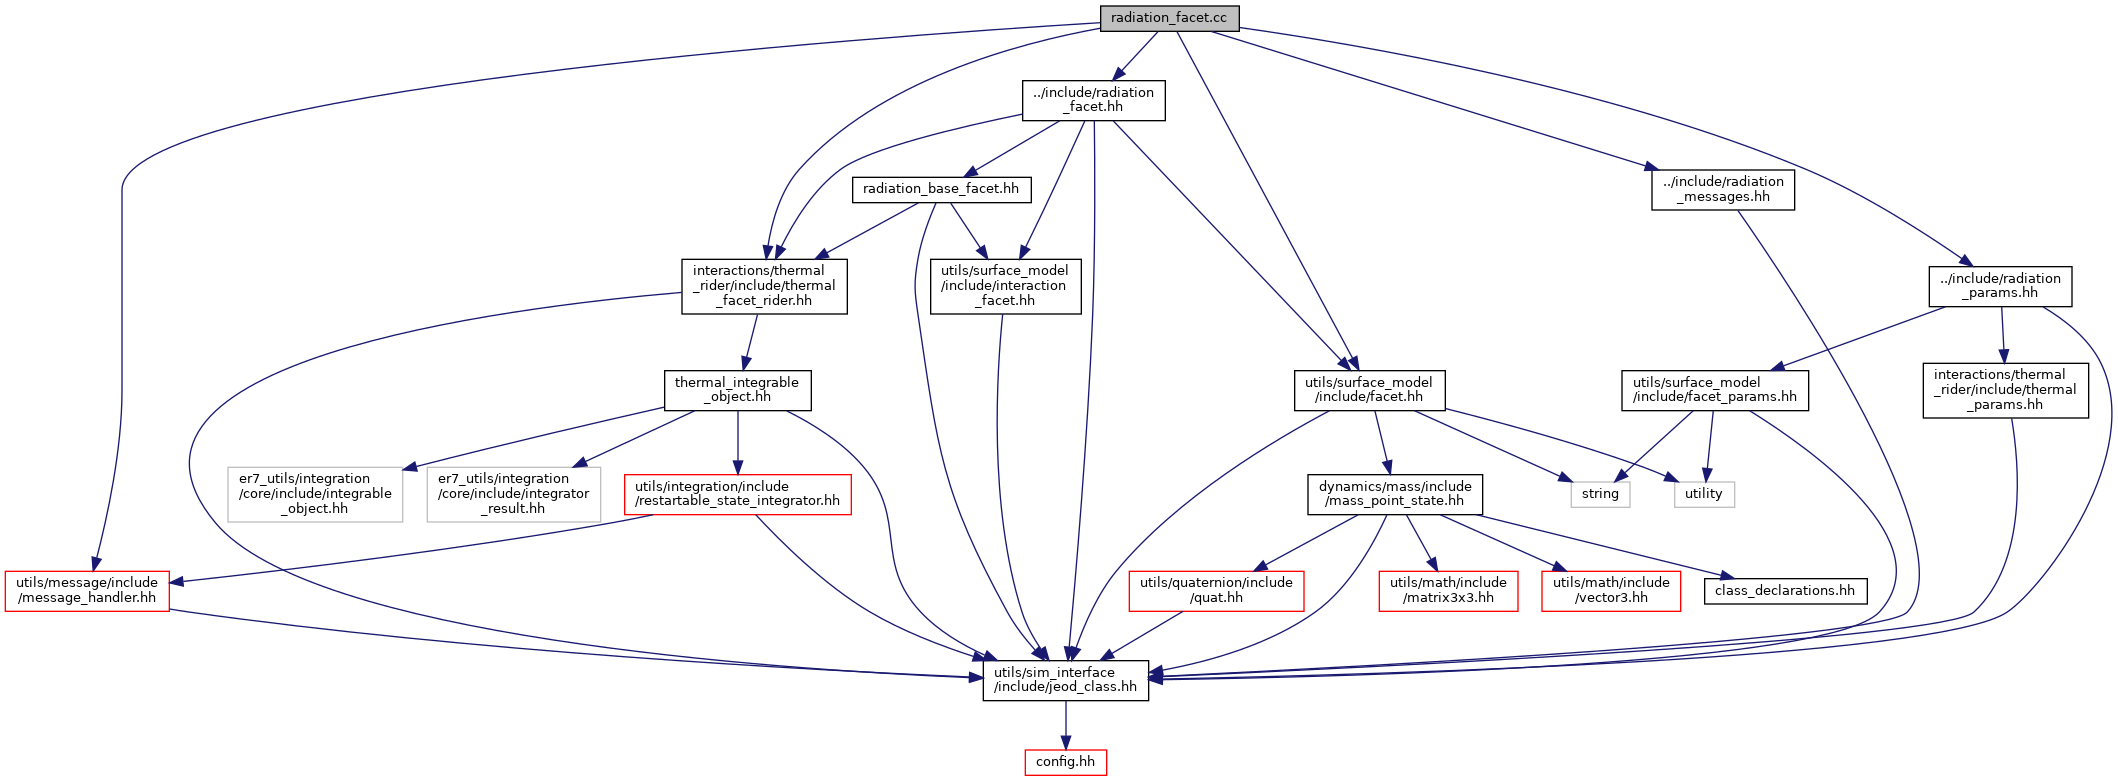 radiation_facet.cc
../include/radiation
_facet.hh
../include/radiation
_messages.hh
radiation_base_facet.hh
interactions/thermal
_rider/include/thermal
_facet_rider.hh
utils/surface_model
/include/interaction
_facet.hh
../include/radiation
_params.hh
thermal_integrable
_object.hh
utils/surface_model
/include/facet.hh
utils/surface_model
/include/facet_params.hh
interactions/thermal
_rider/include/thermal
_params.hh
er7_utils/integration
/core/include/integrable
_object.hh
er7_utils/integration
/core/include/integrator
_result.hh
utils/integration/include
/restartable_state_integrator.hh
dynamics/mass/include
/mass_point_state.hh
string
utility
utils/message/include
/message_handler.hh
utils/quaternion/include
/quat.hh
utils/math/include
/matrix3x3.hh
utils/math/include
/vector3.hh
class_declarations.hh
utils/sim_interface
/include/jeod_class.hh
config.hh